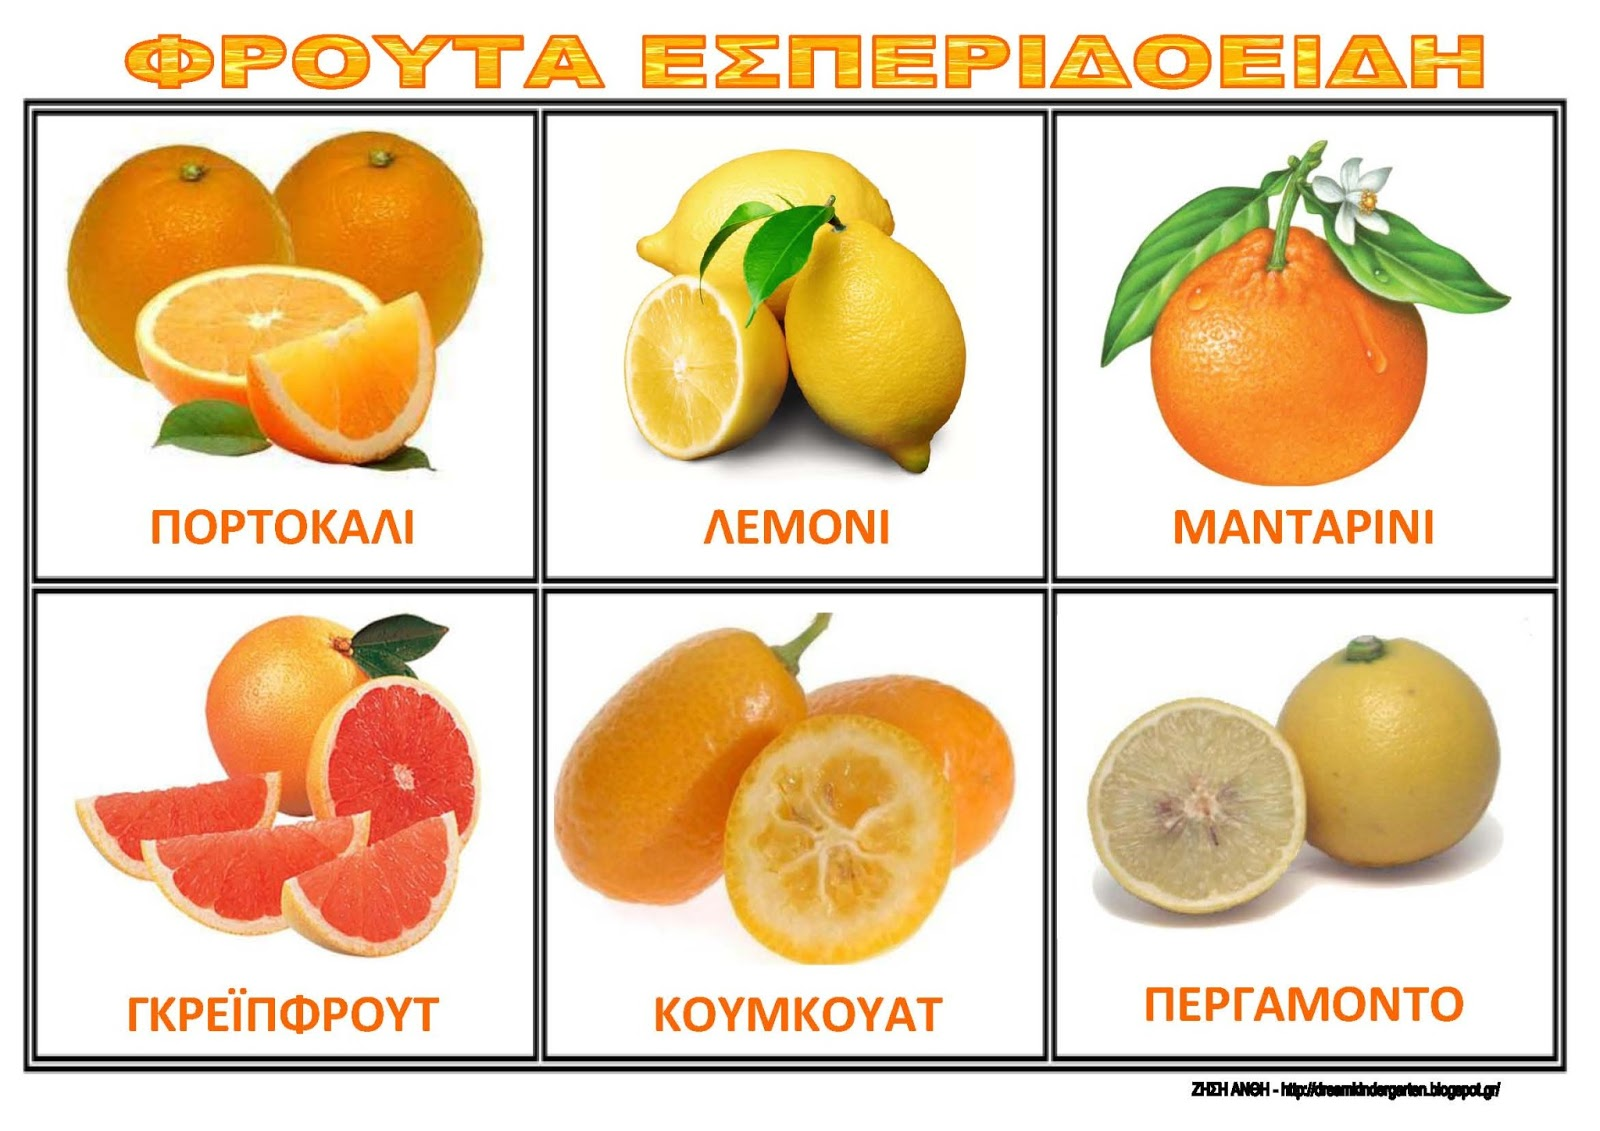 ΦΡΟΥΤΑ ΕΣΠΕΡΙΔΟΕΙΔΗ
ΠΟΡΤΟΚΑΛΙ
ΛΕΜΟΝΙ
ΜΑΝΤΑΡΙΝΙ
ΓΚΡΕΪΠΦΡΟΥΤ
ΚΟΥΜΚΟΥΑΤ
ΠΕΡΓΑΜΟΝΤΟ
ΖΗΣΗ ΑΝΘΗ - http://dreamkindergarten.blogspot.gr/